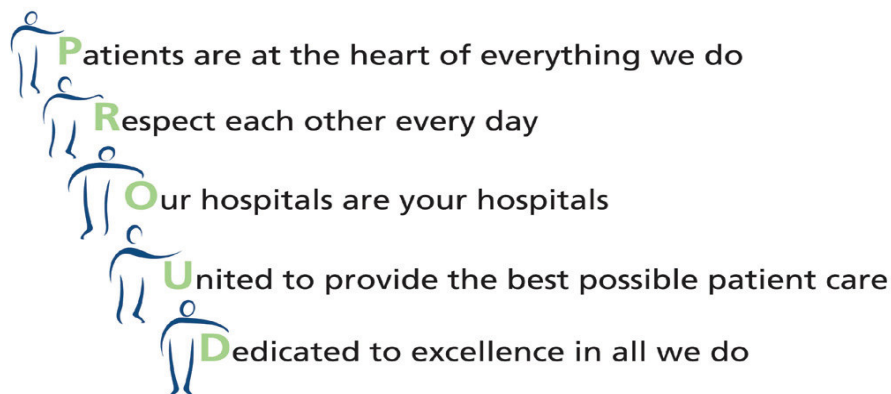 Patients are at the heart of everything we do
Respect each other every day
Our hospitals are your hospitals
United to provide the best possible patient care
Dedicated to excellence in all we do